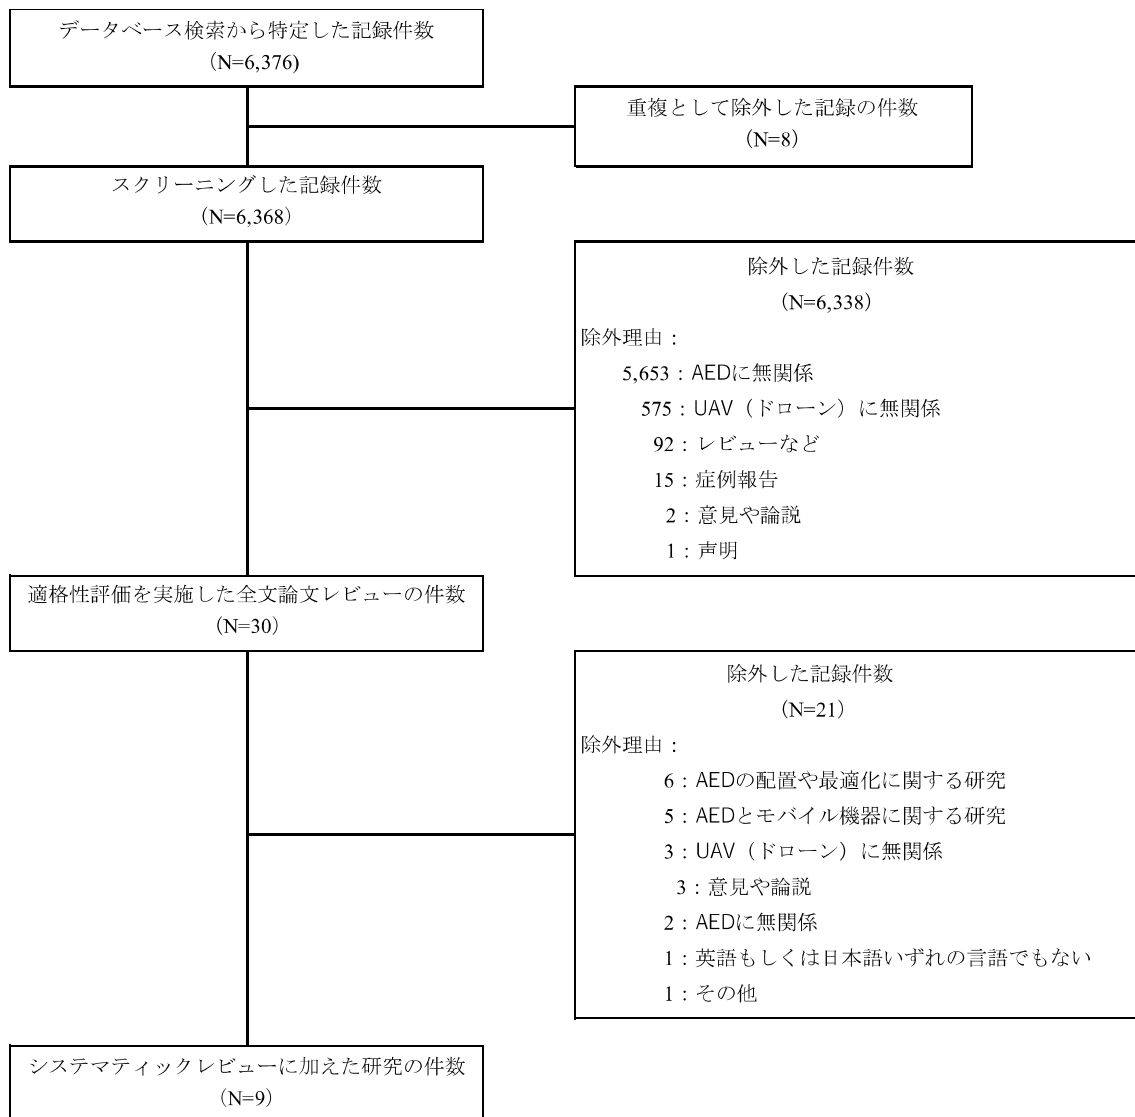 データベース検索から特定した記録件数
（N=6,376）
重複として除外した記録の件数
（N=8）
スクリーニングした記録件数
（N=6,368）
除外した記録件数
（N=6,338）
除外理由：
5,653：AEDに無関係
575：UAV（ドローン）に無関係
92：レビューなど
15：症例報告
2：意見や論説
1：声明
適格性評価を実施した全文論文レビューの件数
（N=30）
除外した記録件数
（N=21）
除外理由：
6：AEDの配置や最適化に関する研究
5：AEDとモバイル機器に関する研究
3：UAV（ドローン）に無関係
3：意見や論説
2：AEDに無関係
1：英語もしくは日本語いずれの言語でもない
1：その他
システマティックレビューに加えた研究の件数
（N=9）